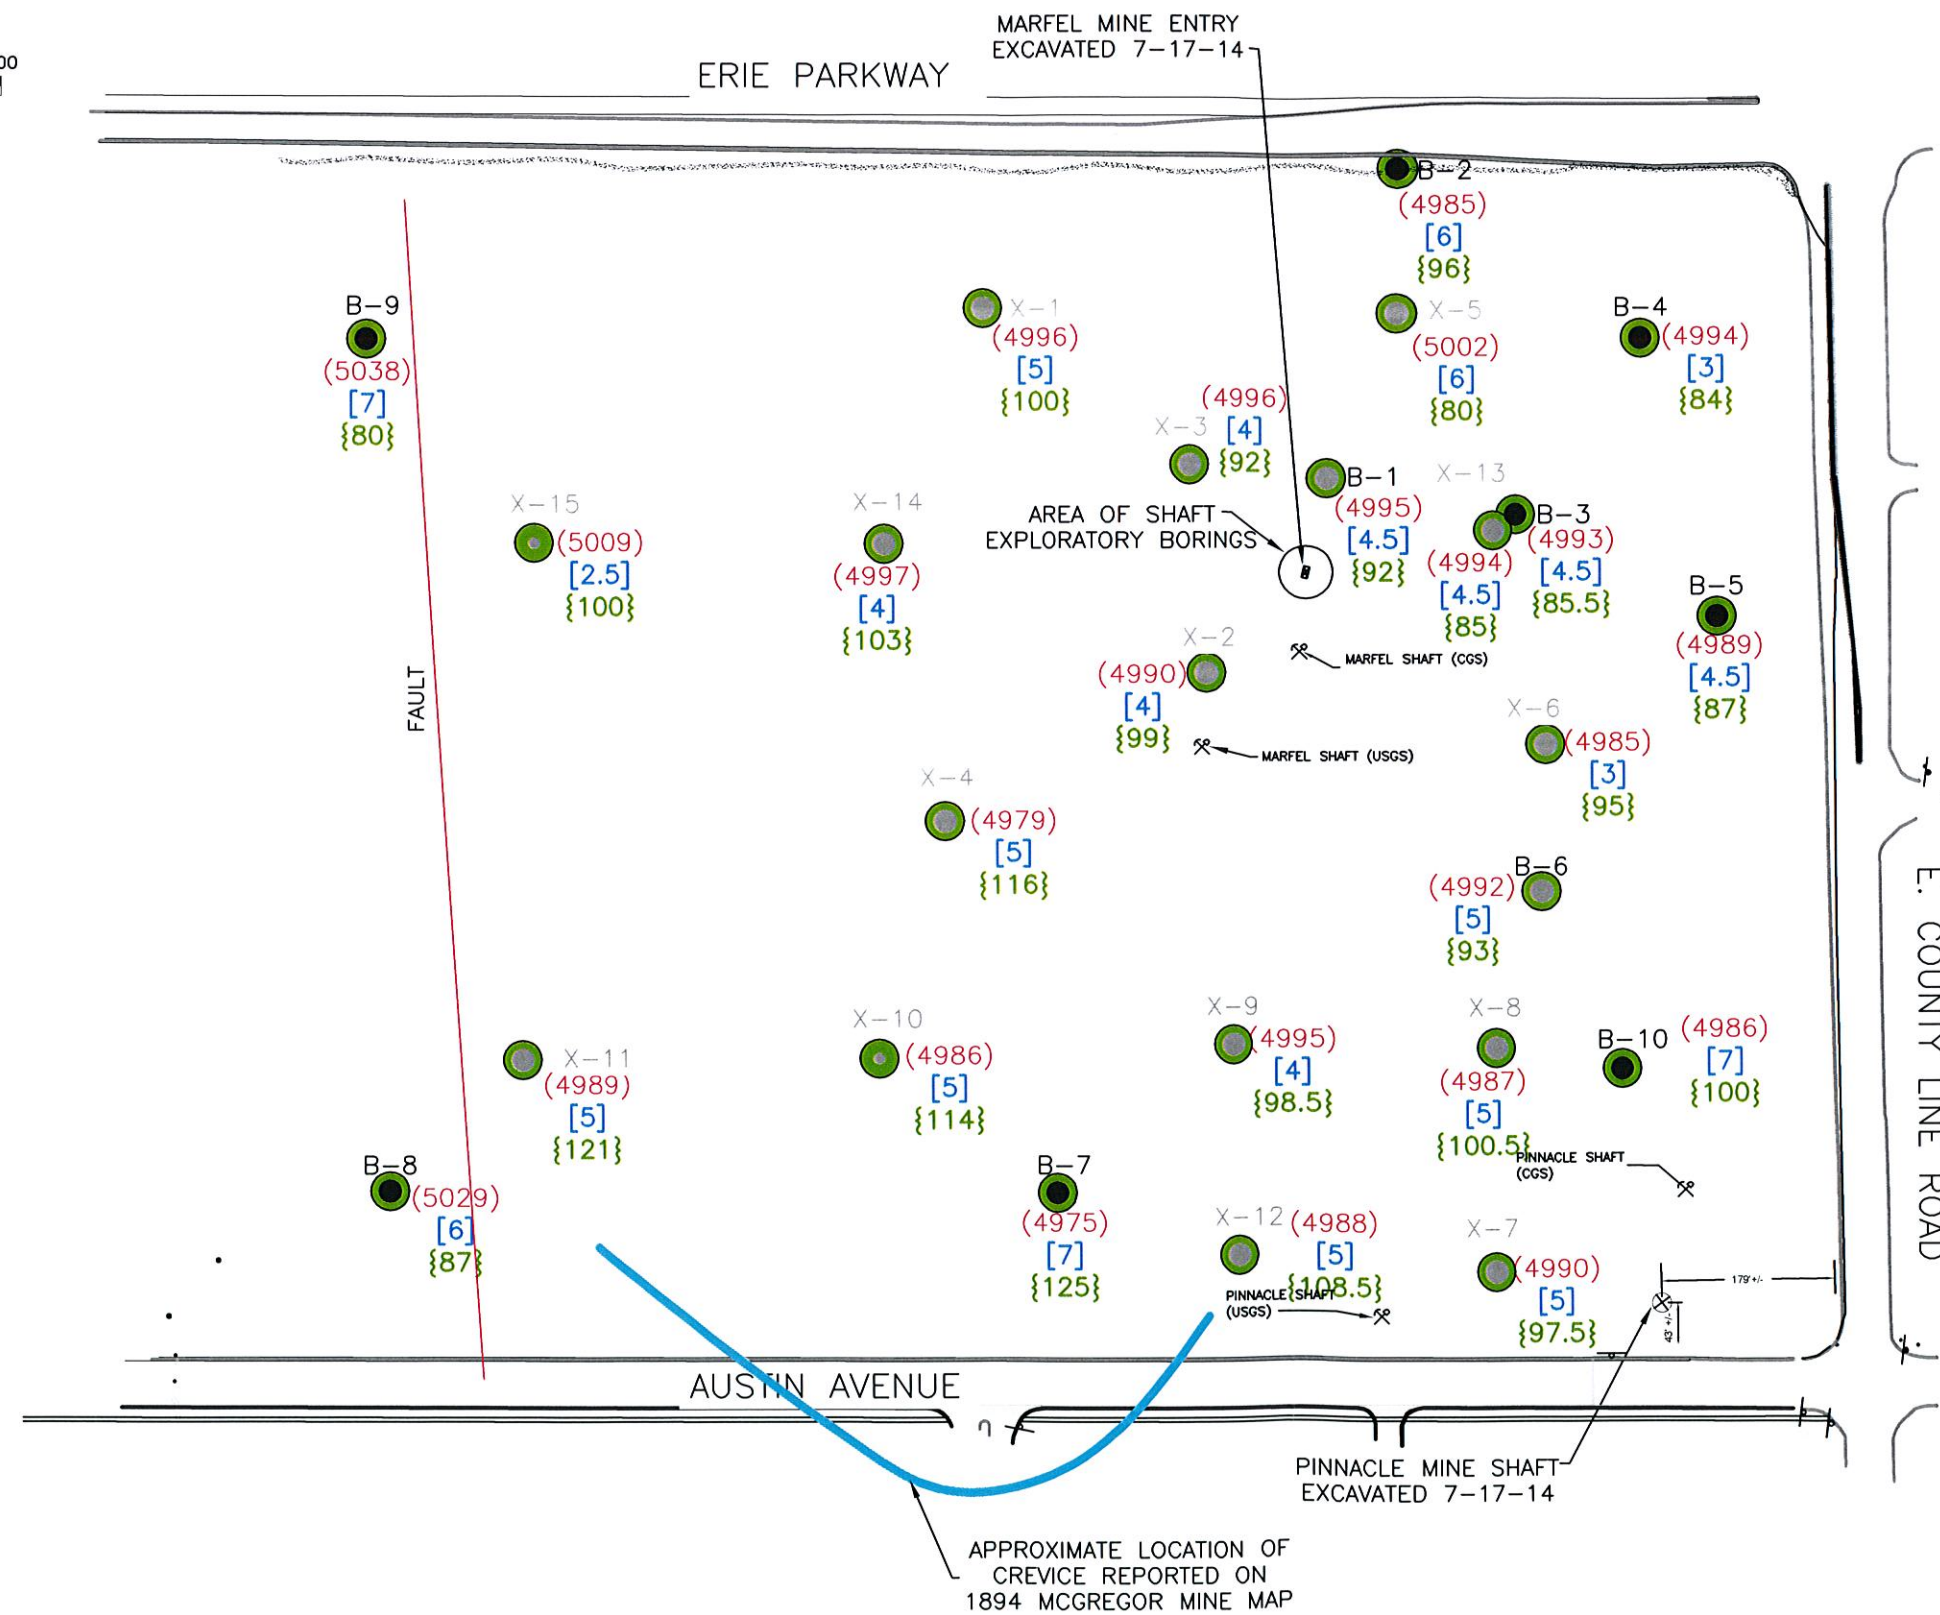 MARFEL MINE ENTRY
EXCAVATED 7-17-14
00
ERIE PARKWAY
B-2
(4985)
[6]
{96}
B-9
(5038)
[7]
{80}
X-1
(4996)
[5]
{100}
X-5
(5002)
[6]
{80}
B-4
(4994)
[3]
{84}
X-3
(4996)
[4]
{92}
B-1
(4995)
[4.5]
{92}
X-13
(4994)
[4.5]
{85}
B-3
(4993)
[4.5]
{85.5}
X-15
(5009)
[2.5]
{100}
X-14
(4997)
[4]
{103}
AREA OF SHAFT
EXPLORATORY BORINGS
B-5
(4989)
[4.5]
{87}
X-2
(4990)
[4]
{99}
MARFEL SHAFT (CGS)
MARFEL SHAFT (USGS)
FAULT
X-6
(4985)
[3]
{95}
X-4
(4979)
[5]
{116}
B-6
(4992)
[5]
{93}
E. COUNTY LINE ROAD
X-11
(4989)
[5]
{121}
X-10
(4986)
[5]
{114}
X-9
(4995)
[4]
{98.5}
X-8
(4987)
[5]
{100.5}
B-10
(4986)
[7]
{100}
PINNACLE SHAFT
(CGS)
B-8
(5029)
[6]
{87}
B-7
(4975)
[7]
{125}
X-12
(4988)
[5]
{108.5}
PINNACLE SHAFT
(USGS)
X-7
(4990)
[5]
{97.5}
179'+/-
43' +/-
AUSTIN AVENUE
PINNACLE MINE SHAFT
EXCAVATED 7-17-14
APPROXIMATE LOCATION OF
CREVICE REPORTED ON
1894 MCGREGOR MINE MAP